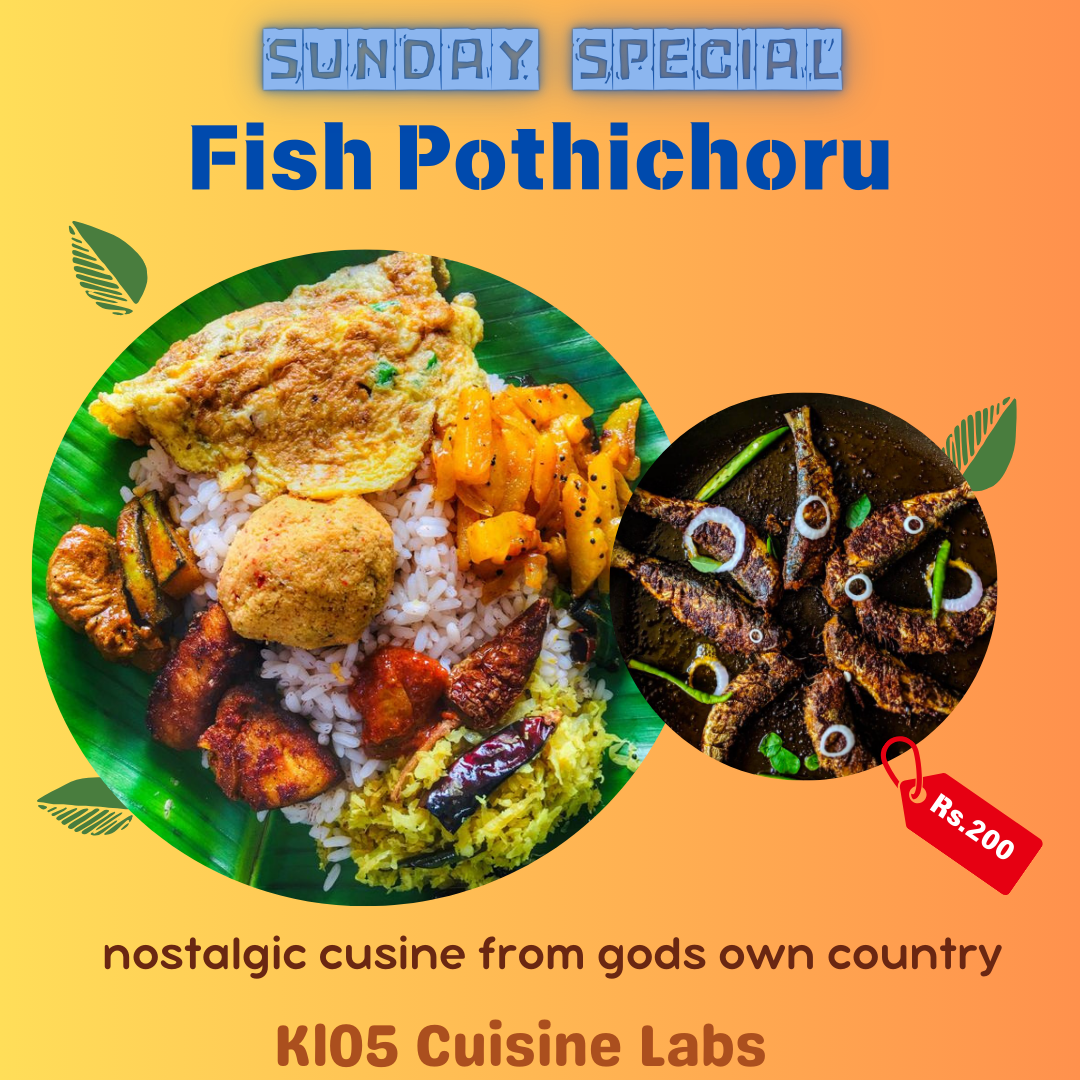 SUNDAY SPECIAL
Fish Pothichoru
Rs.200
nostalgic cusine from gods own country
Kl05 Cuisine Labs